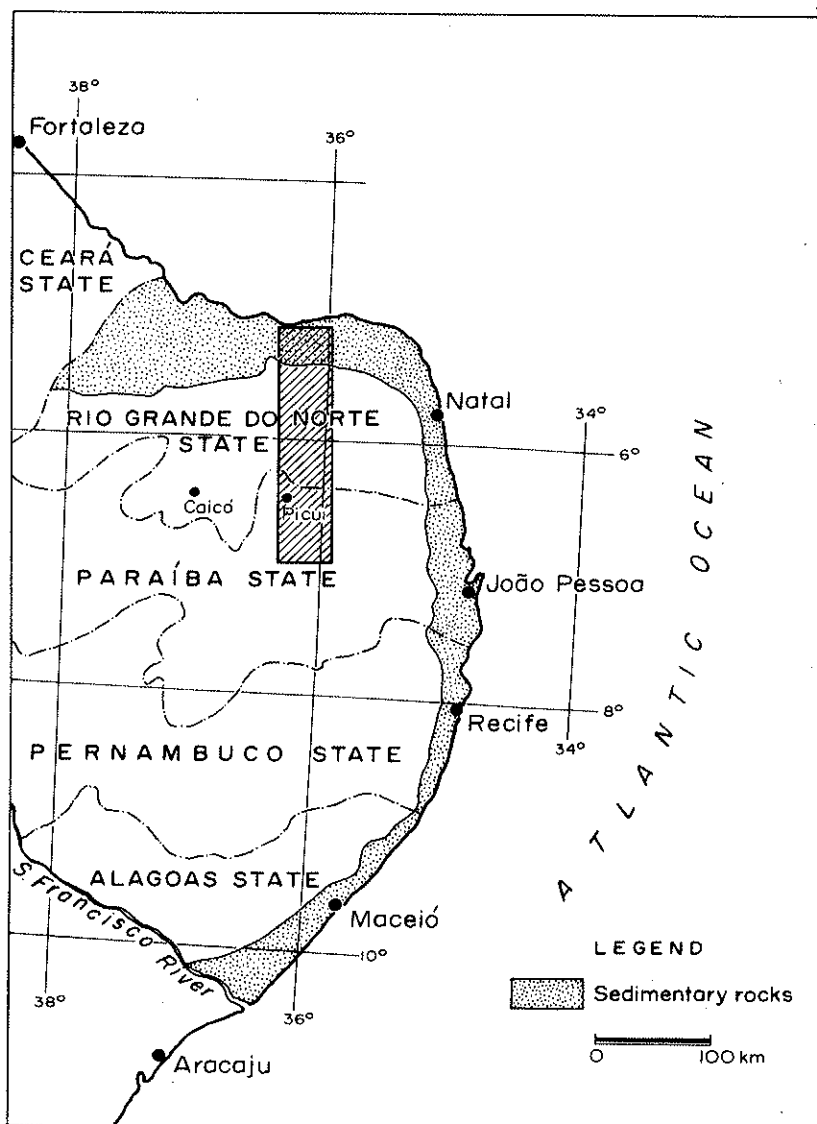 38°
Fortaleza
36°
CEARÁ
STATE
Natal
RIO GRANDE DO NORTE
STATE
34°
6°
Caicó
Picuí
PARAÍBA STATE
João Pessoa
ATLANTIC OCEAN
8°
Recife
34°
PERNAMBUCO STATE
ALAGOAS STATE
S. Francisco River
Maceió
10°
LEGEND
Sedimentary rocks
38°
36°
0 100 km
Aracaju